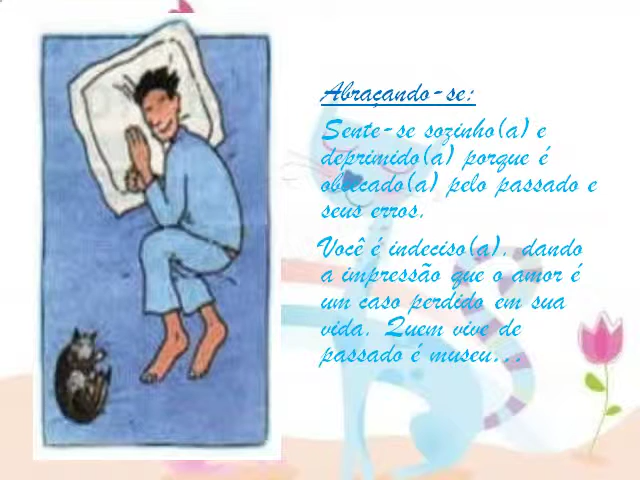 Abraçando-se:
Sente-se sozinho(a) e
deprimido(a) porque é
obcecado(a) pelo passado e
seus erros.
Você é indeciso(a), dando
a impressão que o amor é
um caso perdido em sua
vida. Quem vive de
passado é museu...